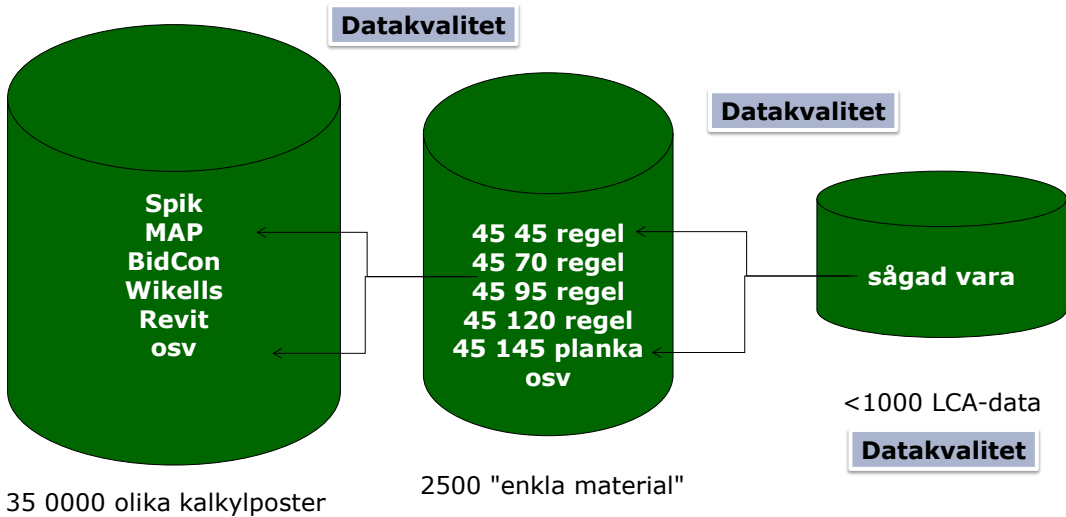 Datakvalitet
Datakvalitet
Spik
MAP
BidCon
Wikells
Revit
osv
45 45 regel
45 70 regel
45 95 regel
45 120 regel
45 145 planka
osv
sågad vara
<1000 LCA-data
Datakvalitet
2500 "enkla material"
35 0000 olika kalkylposter